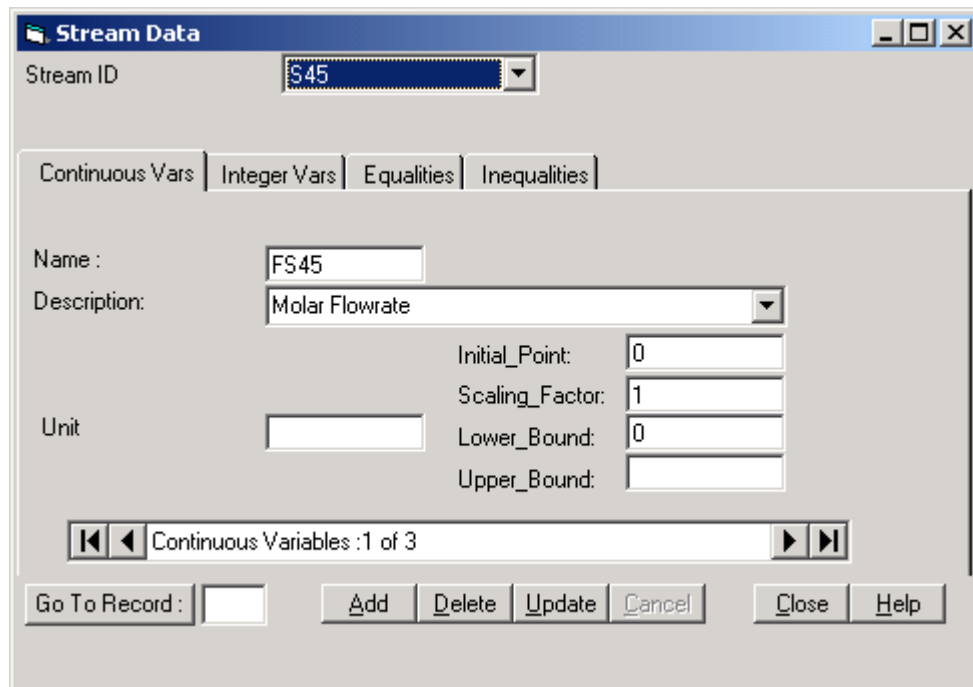 Stream Data
Stream ID S45
Continuous Vars Integer Vars Equalities Inequalities
Name : FS45
Description: Molar Flowrate
Initial_Point: 0
Scaling_Factor: 1
Unit
Lower_Bound: 0
Upper_Bound:
Continuous Variables :1 of 3
Go To Record : Add Delete Update Cancel Close Help